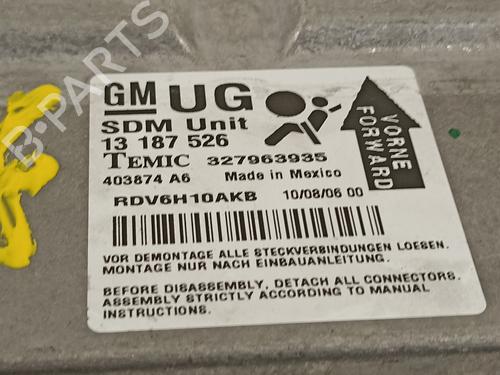 GM UG
SDM Unit
13 187 526
TEMIC 327963935
403874 A6 Made in Mexico
RDV6H10AKB 10/08/06 00
VORNE
FORWARD
VOR DEMONTAGE ALLE STECKVERBINDUNGEN LOESEN.
MONTAGE NUR NACH EINBAUANLEITUNG.
BEFORE DISASSEMBLY, DETACH ALL CONNECTORS.
ASSEMBLY STRICTLY ACCORDING TO MANUAL
INSTRUCTIONS.
B-PARTS
B-PARTS